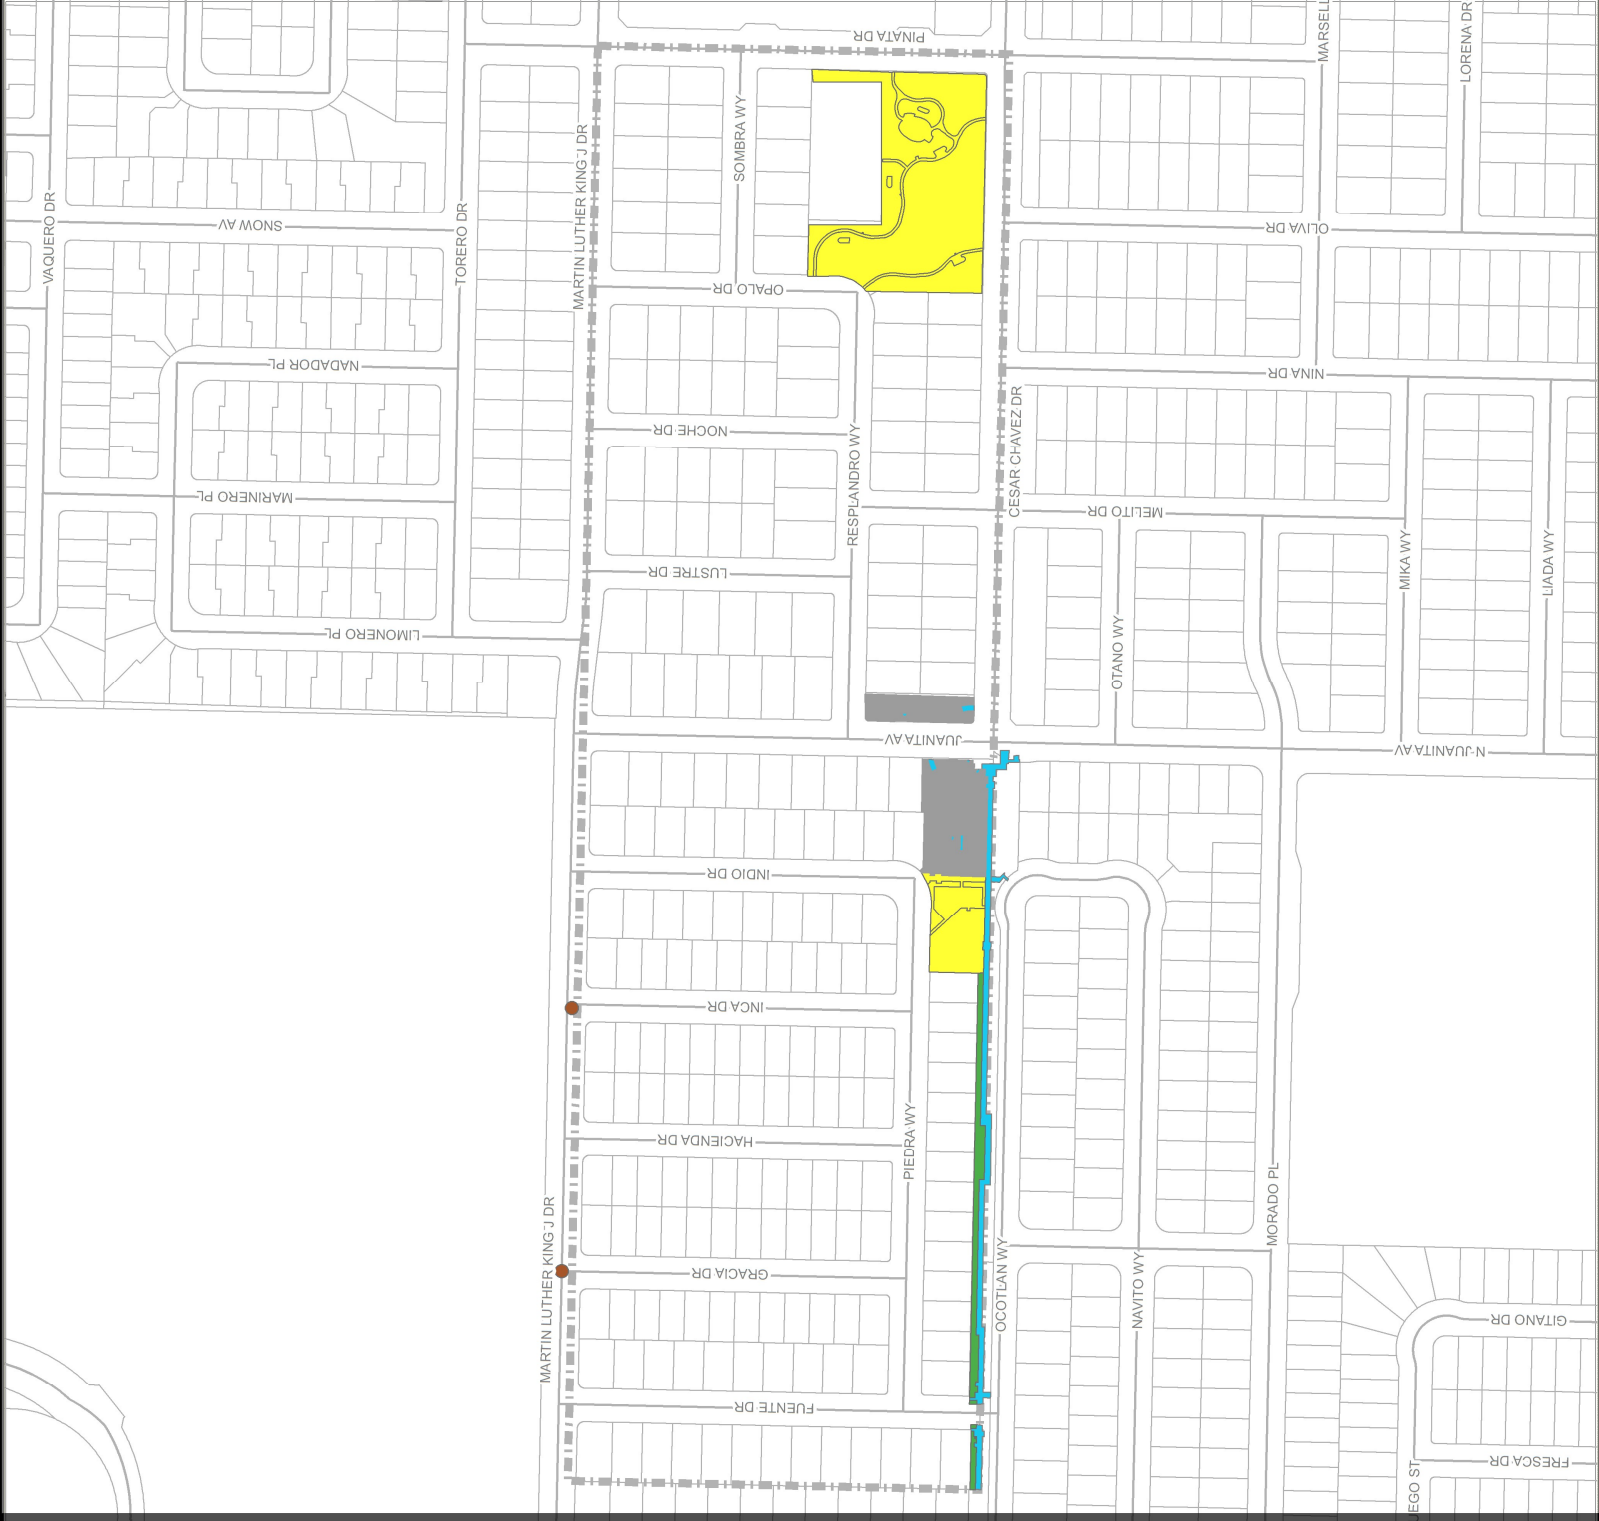 PINATA DR
MARSELL
LORENA DR
SOMBRA WY
MARTIN LUTHER KING J DR
VAQUERO DR
TORERO DR
SNOW AV
OLIVA DR
OPALO DR
NADADOR PL
NINA DR
NOCHE DR
RESPLANDRO WY
CESAR CHAVEZ DR
MARINERO PL
MELITO DR
LUSTRE DR
MIKA WY
LIADA WY
LIMONERO PL
OTANO WY
JUANITA AV
N JUANITA AV
INDIO DR
INCA DR
PIEDRA WY
HACIENDA DR
MORADO PL
MARTIN LUTHER KING J DR
GRACIA DR
OCOTLAN WY
NAVITO WY
GITANO DR
FUENTE DR
FRESCA DR
UEGO ST